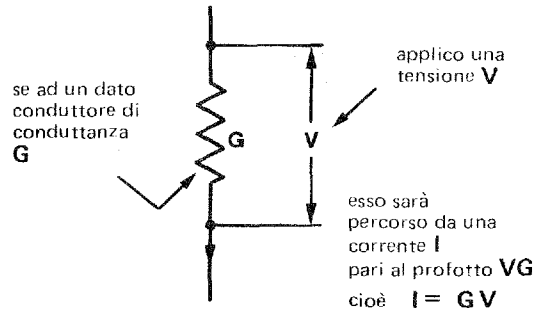 se ad un dato
conduttore di
conduttanza
G
G
V
applico una
tensione V
esso sarà
percorso da una
corrente I
pari al profotto VG
cioè I = GV